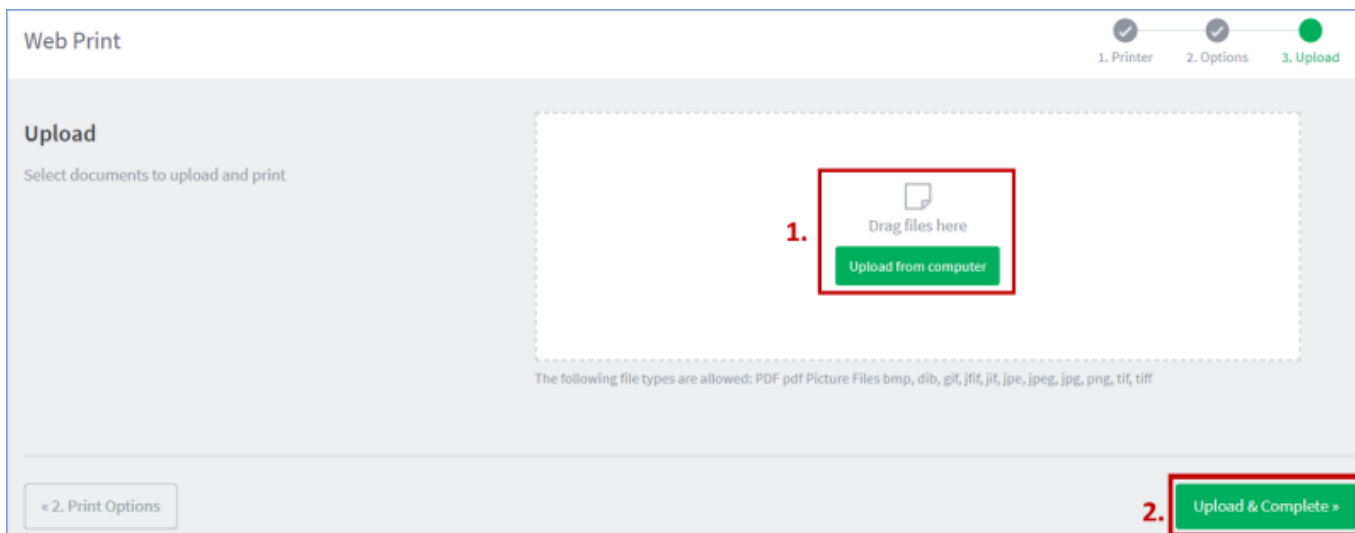 Web Print
1. Printer
2. Options
3. Upload
Upload
Select documents to upload and print
1.
Drag files here
Upload from computer
The following file types are allowed: PDF pdf Picture Files bmp, dib, gif, jfif, jif, jpe, jpeg, jpg, png, tif, tiff
« 2. Print Options
2.
Upload & Complete »